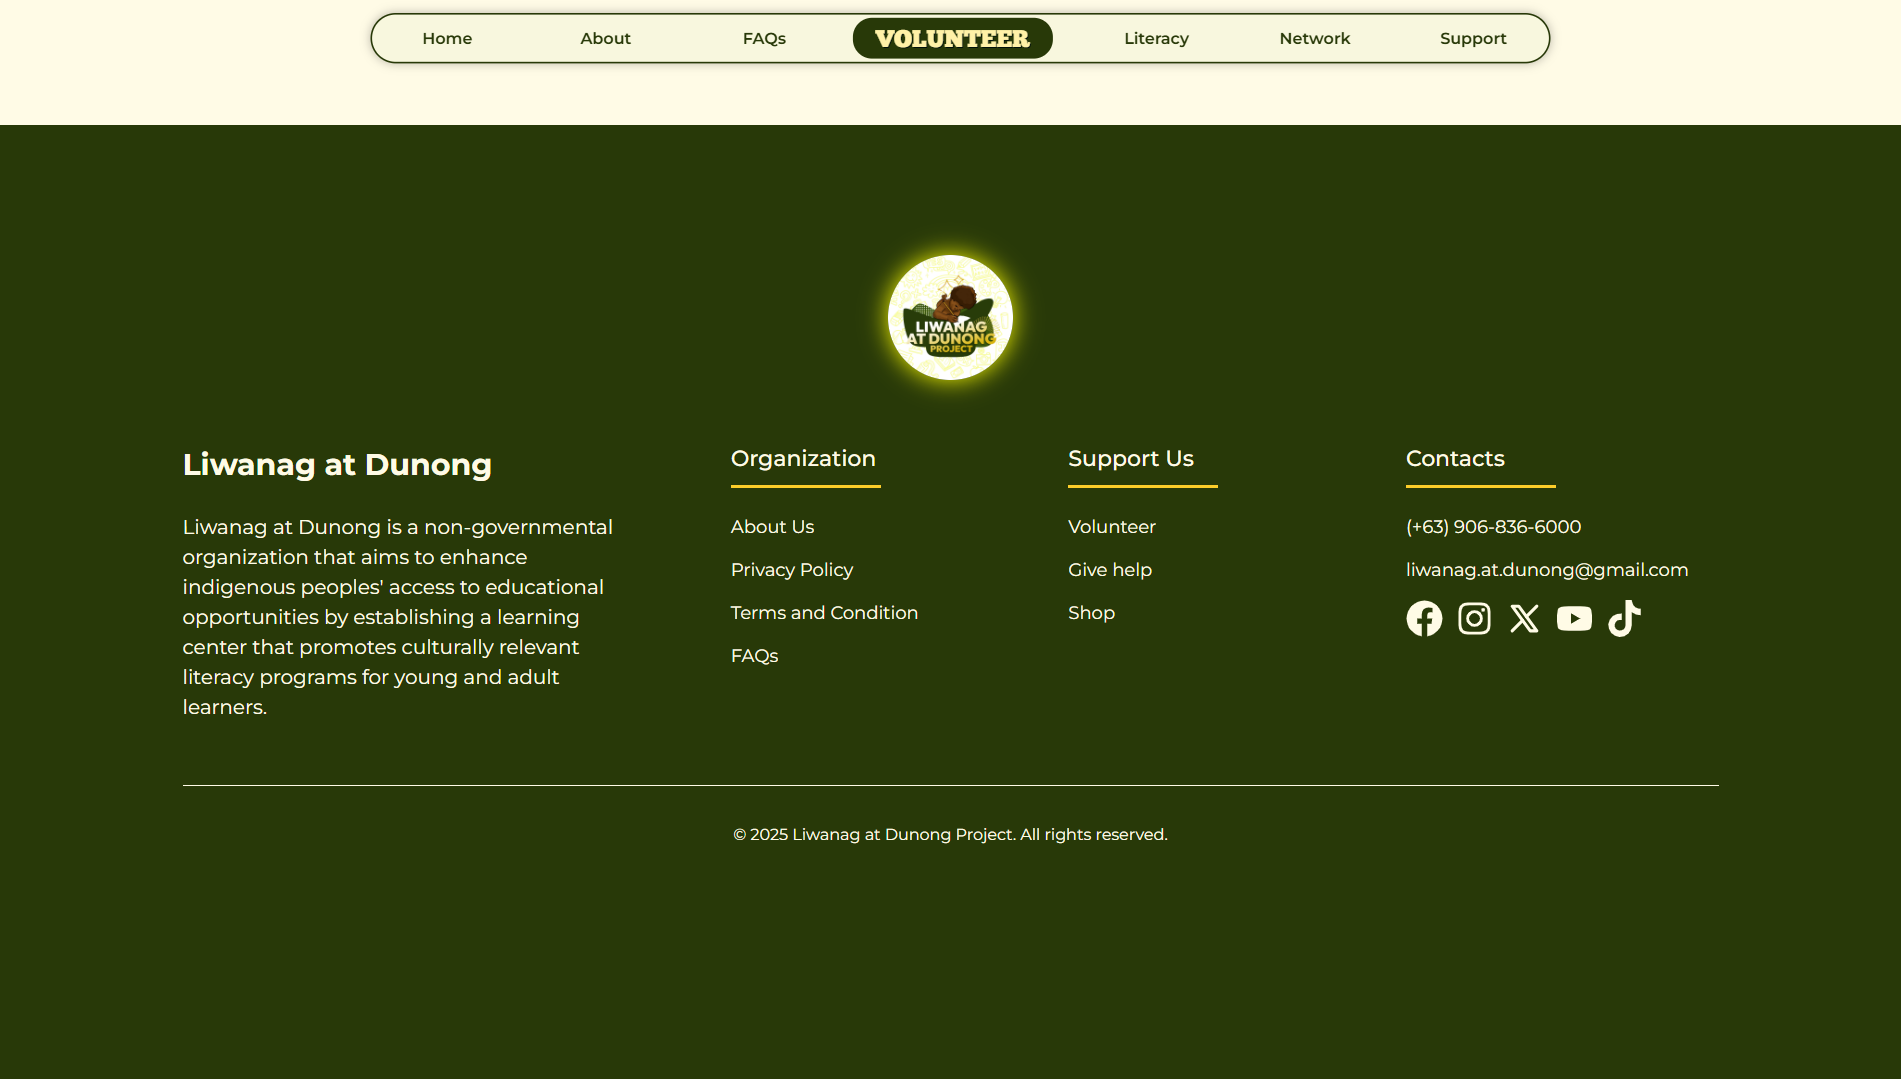 Home About FAQs VOLUNTEER Literacy Network Support
LIWANAG
AT DUNONG
PROJECT
Liwanag at Dunong
Liwanag at Dunong is a non-governmental
organization that aims to enhance
indigenous peoples' access to educational
opportunities by establishing a learning
center that promotes culturally relevant
literacy programs for young and adult
learners.
Organization
About Us
Privacy Policy
Terms and Condition
FAQs
Support Us
Volunteer
Give help
Shop
Contacts
(+63) 906-836-6000
liwanag.at.dunong@gmail.com
© 2025 Liwanag at Dunong Project. All rights reserved.